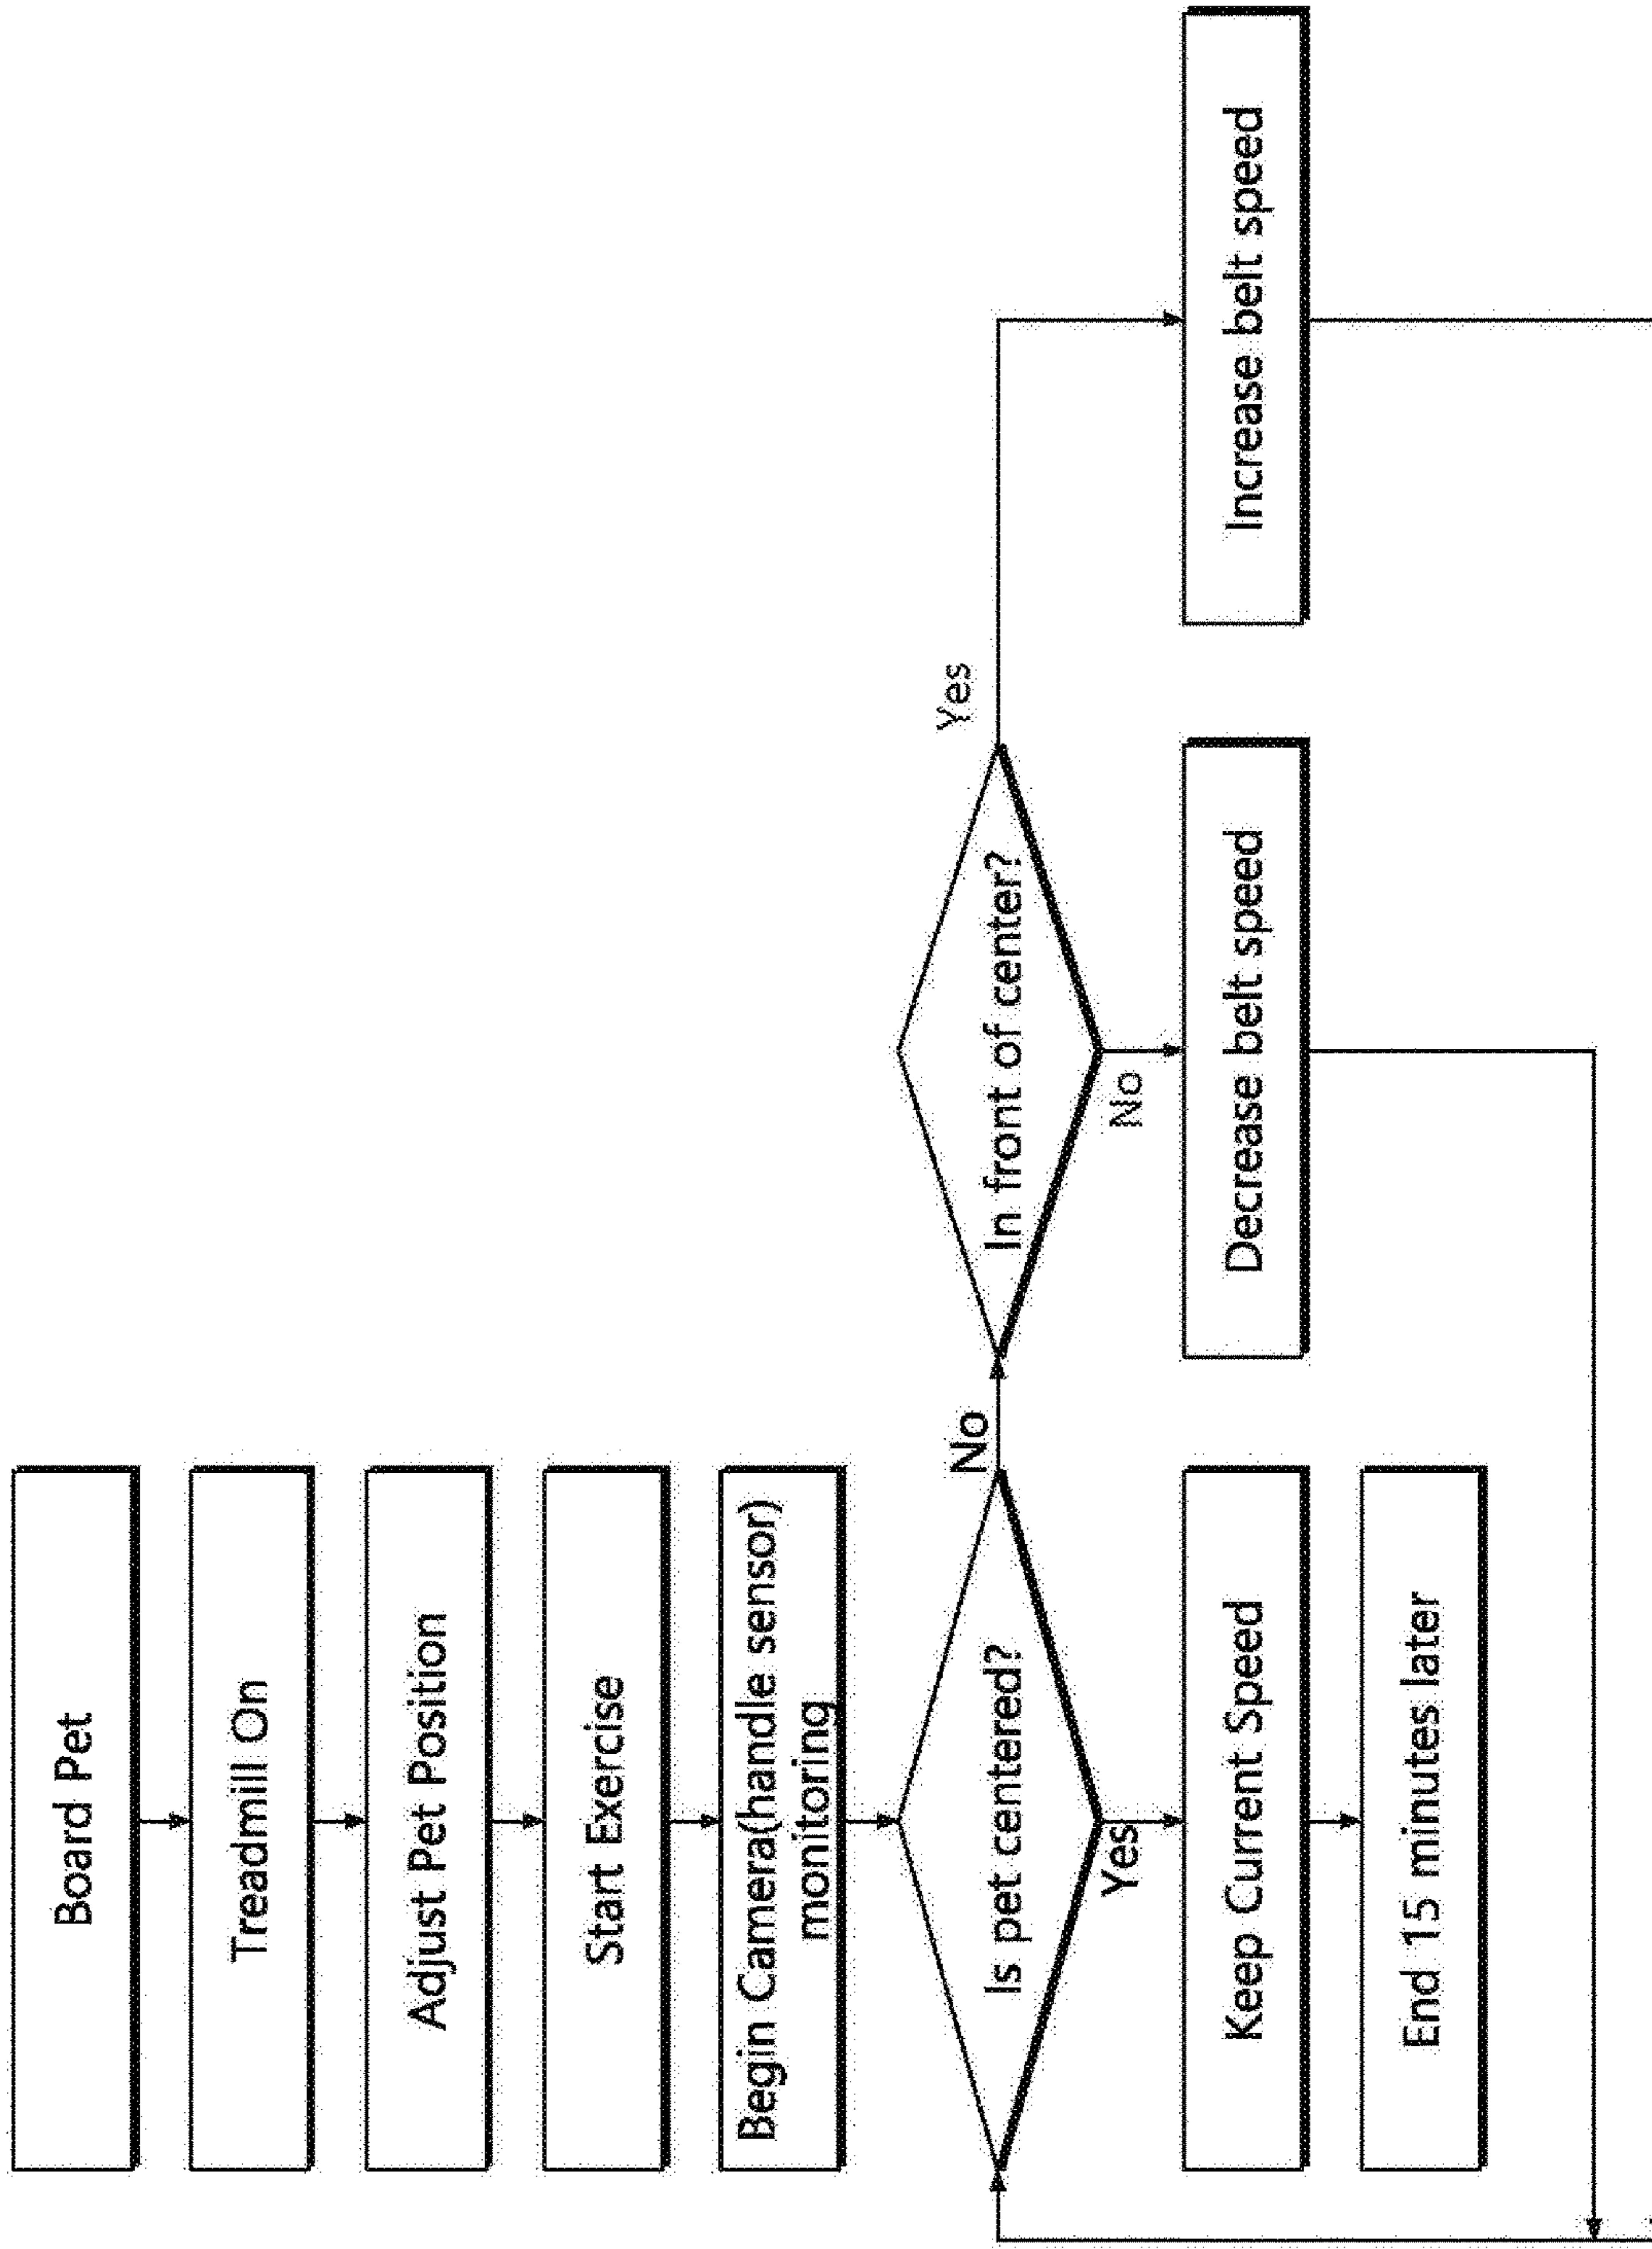 Board Pet
Treadmill On
Adjust Pet Position
Start Exercise
Begin Camera(handle sensor)
monitoring
Is pet centered?
No
In front of center?
Yes
Yes
No
Keep Current Speed
Decrease belt speed
Increase belt speed
End 15 minutes later